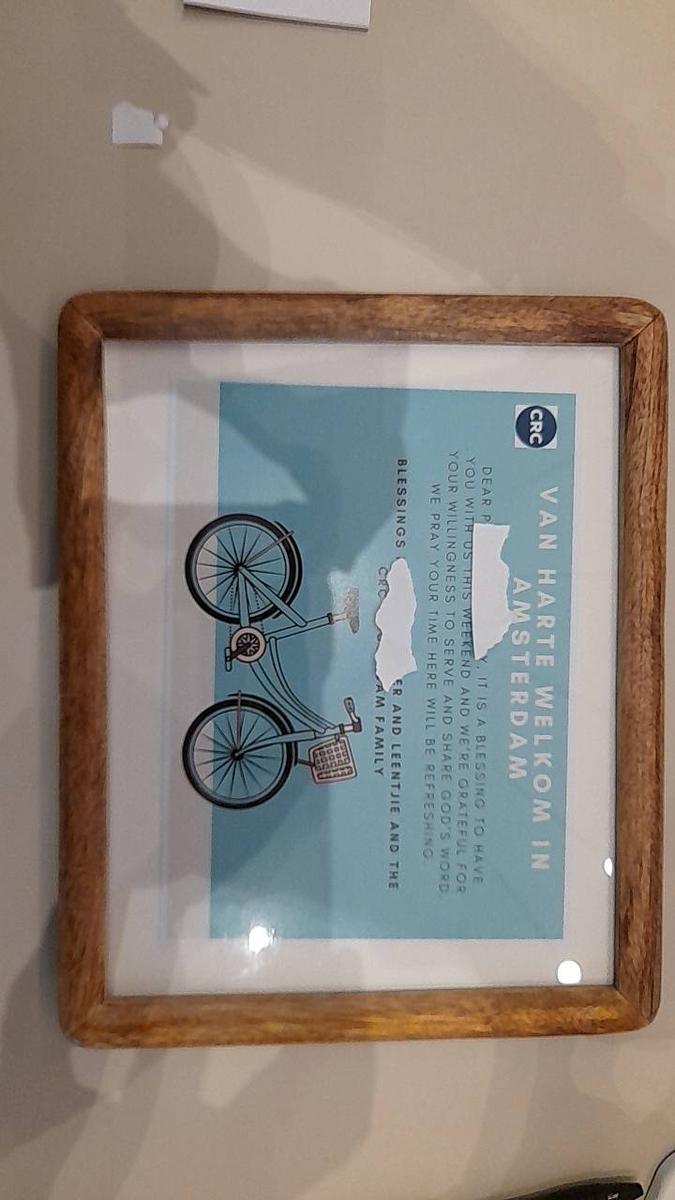 CRC
VAN HARTE WELKOM IN
AMSTERDAM
DEAR
IT IS A BLESSING TO HAVE
YOU WITH US THIS WEEKEND AND WE'RE GRATEFUL FOR
YOUR WILLINGNESS TO SERVE AND SHARE GOD'S WORD.
WE PRAY YOUR TIME HERE WILL BE REFRESHING.
BLESSINGS AND LEENTJIE AND THE
CRC FAMILY